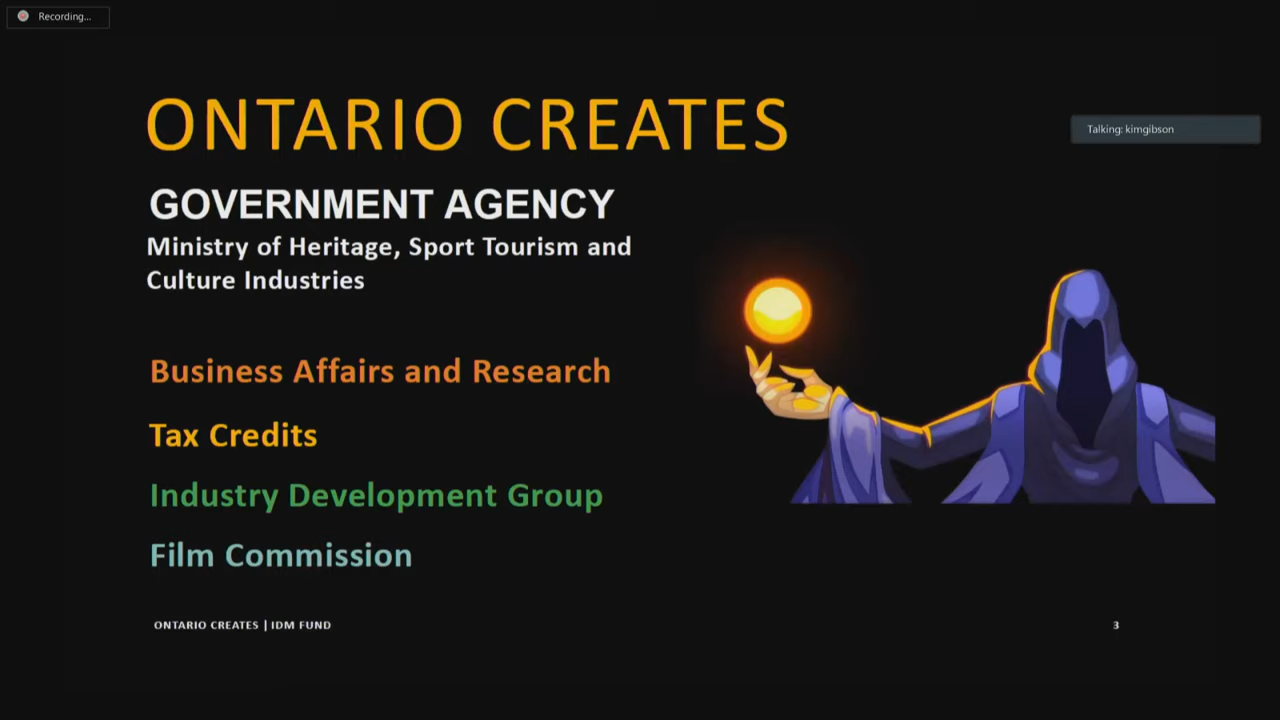 Recording...
ONTARIO CREATES
Talking: kimgibson
GOVERNMENT AGENCY
Ministry of Heritage, Sport Tourism and
Culture Industries
Business Affairs and Research
Tax Credits
Industry Development Group
Film Commission
ONTARIO CREATES | IDM FUND
3